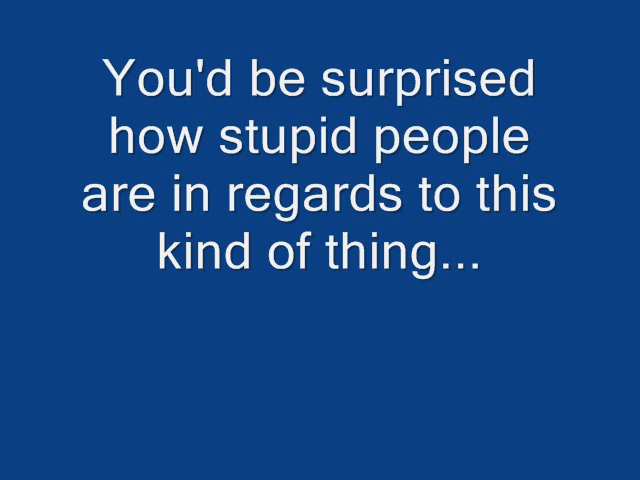 You'd be surprised
how stupid people
are in regards to this
kind of thing...